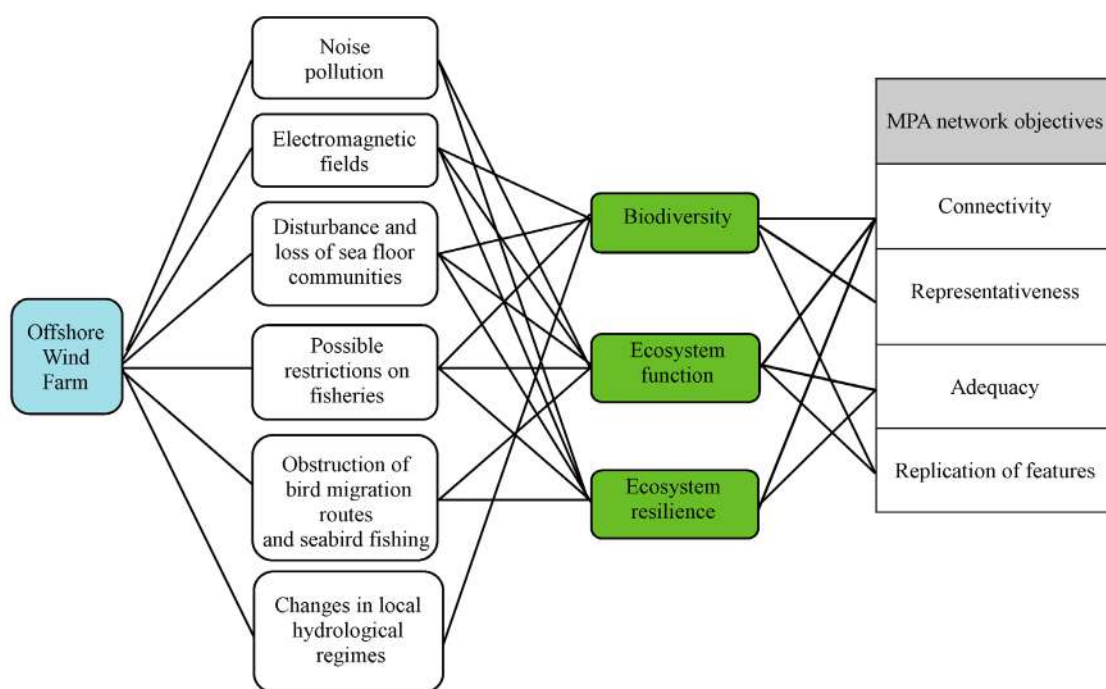 Offshore
Wind
Farm
Noise
pollution
Electromagnetic
fields
Disturbance and
loss of sea floor
communities
Possible
restrictions on
fisheries
Obstruction of
bird migration
routes
and seabird fishing
Changes in local
hydrological
regimes
Biodiversity
Ecosystem
function
Ecosystem
resilience
MPA network objectives
Connectivity
Representativeness
Adequacy
Replication of features